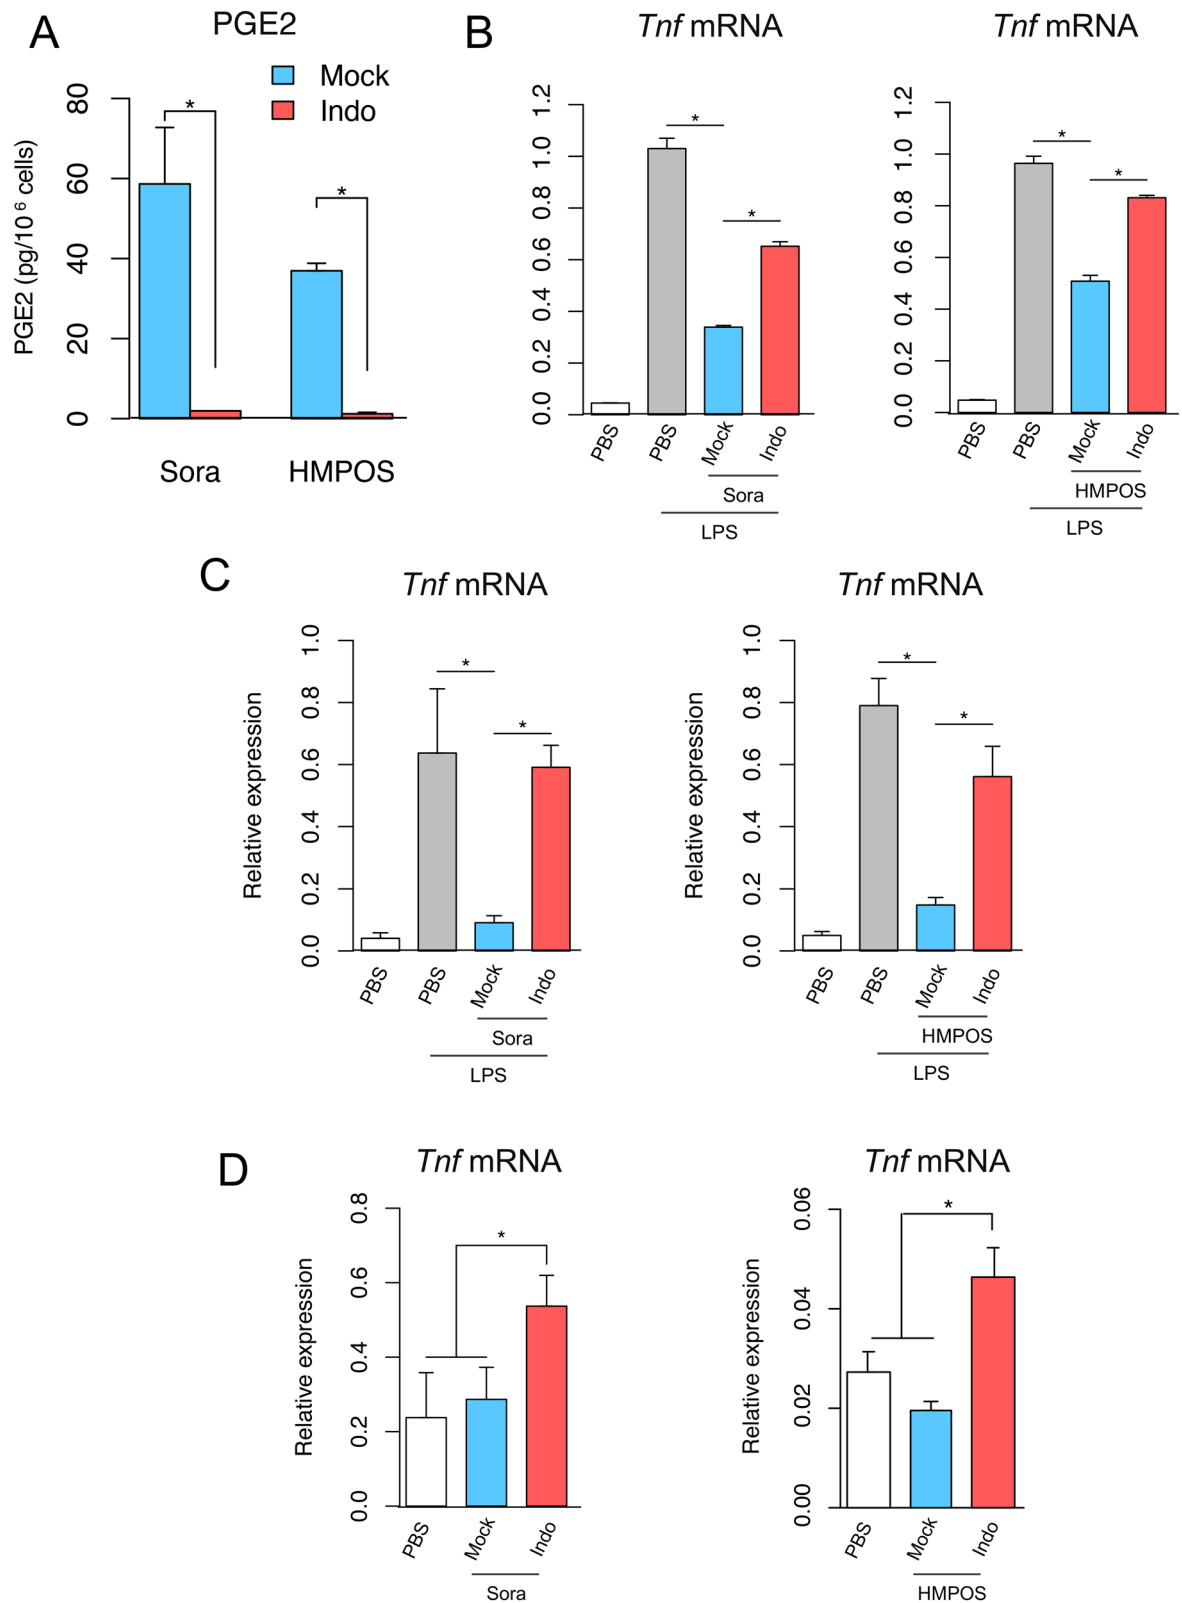 A
PGE2
Mock
Indo
PGE2 (pg/10 6 cells)
80
60
40
20
0
*
*
Sora
HMPOS
B
Tnf mRNA
1.2
1.0
0.8
0.6
0.4
0.2
0.0
*
*
PBS
PBS
Mock
Indo
Sora
LPS
Tnf mRNA
1.2
1.0
0.8
0.6
0.4
0.2
0.0
*
*
PBS
PBS
Mock
Indo
HMPOS
LPS
C
Tnf mRNA
Relative expression
1.0
0.8
0.6
0.4
0.2
0.0
*
*
PBS
PBS
Mock
Indo
Sora
LPS
Tnf mRNA
Relative expression
1.0
0.8
0.6
0.4
0.2
0.0
*
*
PBS
PBS
Mock
Indo
HMPOS
LPS
D
Tnf mRNA
Relative expression
0.8
0.6
0.4
0.2
0.0
*
PBS
Mock
Indo
Sora
Tnf mRNA
Relative expression
0.06
0.04
0.02
0.00
*
PBS
Mock
Indo
HMPOS